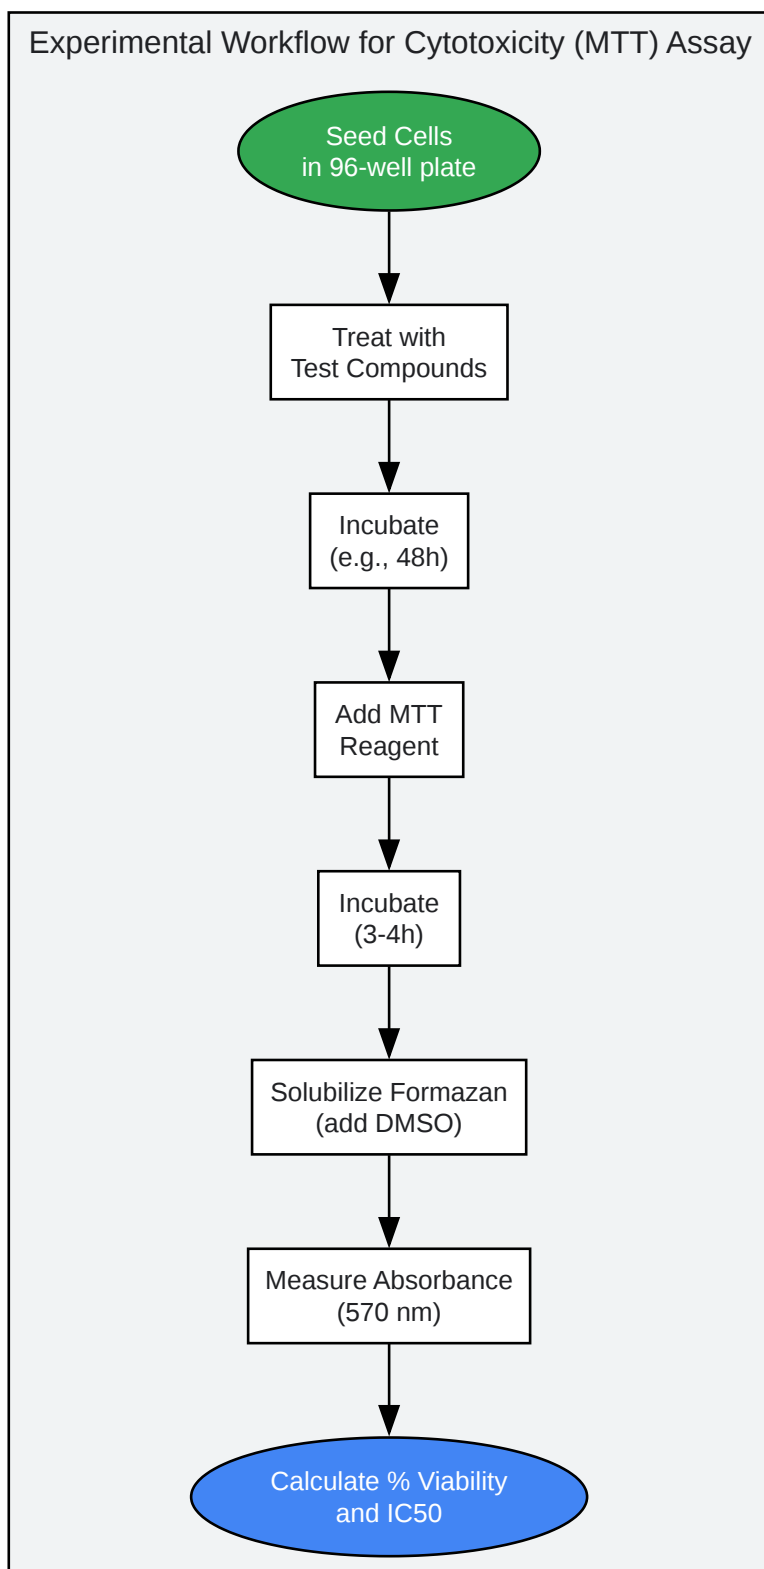 Experimental Workflow for Cytotoxicity (MTT) Assay
Seed Cells
in 96-well plate
Treat with
Test Compounds
Incubate
(e.g., 48h)
Add MTT
Reagent
Incubate
(3-4h)
Solubilize Formazan
(add DMSO)
Measure Absorbance
(570 nm)
Calculate % Viability
and IC50